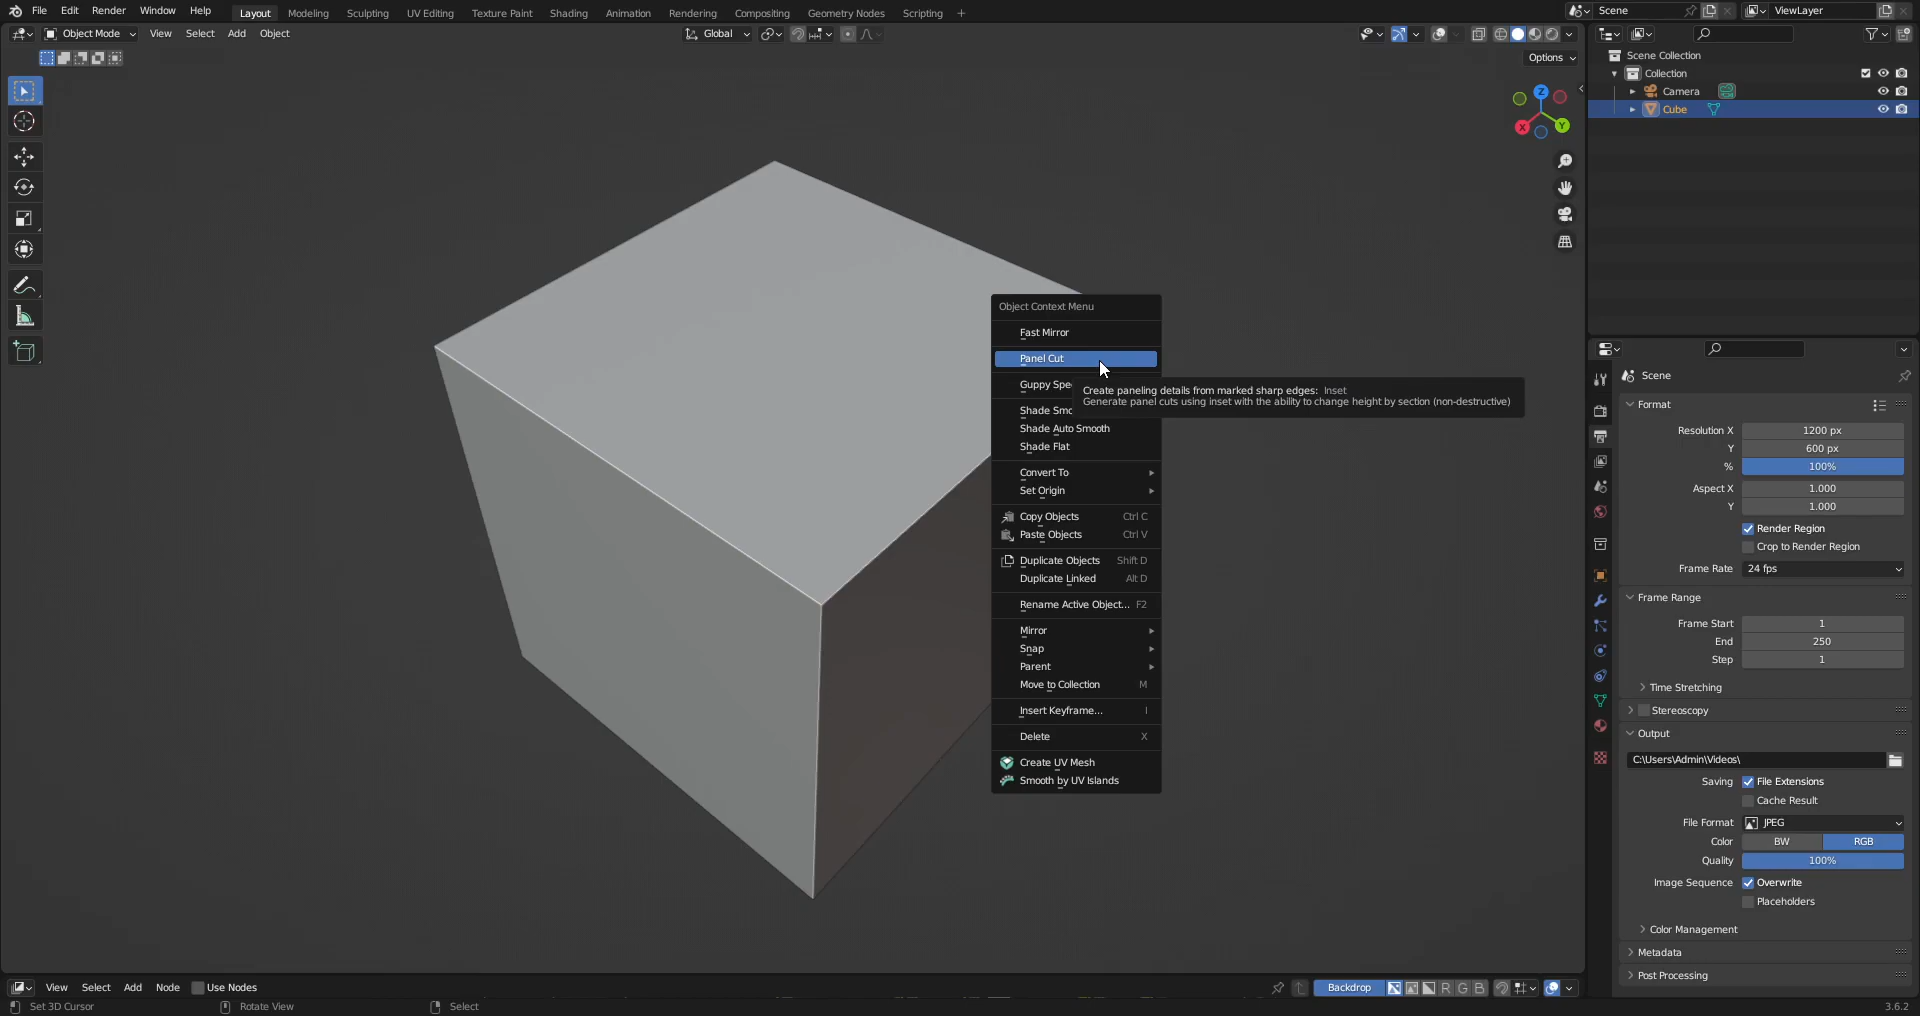 File Edit Render Window Help Layout Modeling Sculpting UV Editing Texture Paint Shading Animation Rendering Compositing Geometry Nodes Scripting + Scene ViewLayer
Object Mode View Select Add Object Global
Options
Z
X
Y
Scene Collection
Collection
Camera
Cube
Object Context Menu
Fast Mirror
Panel Cut
Guppy Spe
Create paneling details from marked sharp edges: Inset
Generate panel cuts using inset with the ability to change height by section (non-destructive)
Shade Smo
Shade Auto Smooth
Shade Flat
Convert To
Set Origin
Copy Objects Ctrl C
Paste Objects Ctrl V
Duplicate Objects Shift D
Duplicate Linked Alt D
Rename Active Object... F2
Mirror
Snap
Parent
Move to Collection M
Insert Keyframe... I
Delete X
Create UV Mesh
Smooth by UV Islands
Scene
Format
Resolution X 1200 px
Y 600 px
% 100%
Aspect X 1.000
Y 1.000
Render Region
Crop to Render Region
Frame Rate 24 fps
Frame Range
Frame Start 1
End 250
Step 1
Time Stretching
Stereoscopy
Output
C:\Users\Admin\Videos\
Saving File Extensions
Cache Result
File Format JPEG
Color BW RGB
Quality 100%
Image Sequence Overwrite
Placeholders
Color Management
Metadata
Post Processing
View Select Add Node Use Nodes Backdrop R G B
Set 3D Cursor Rotate View Select 3.6.2